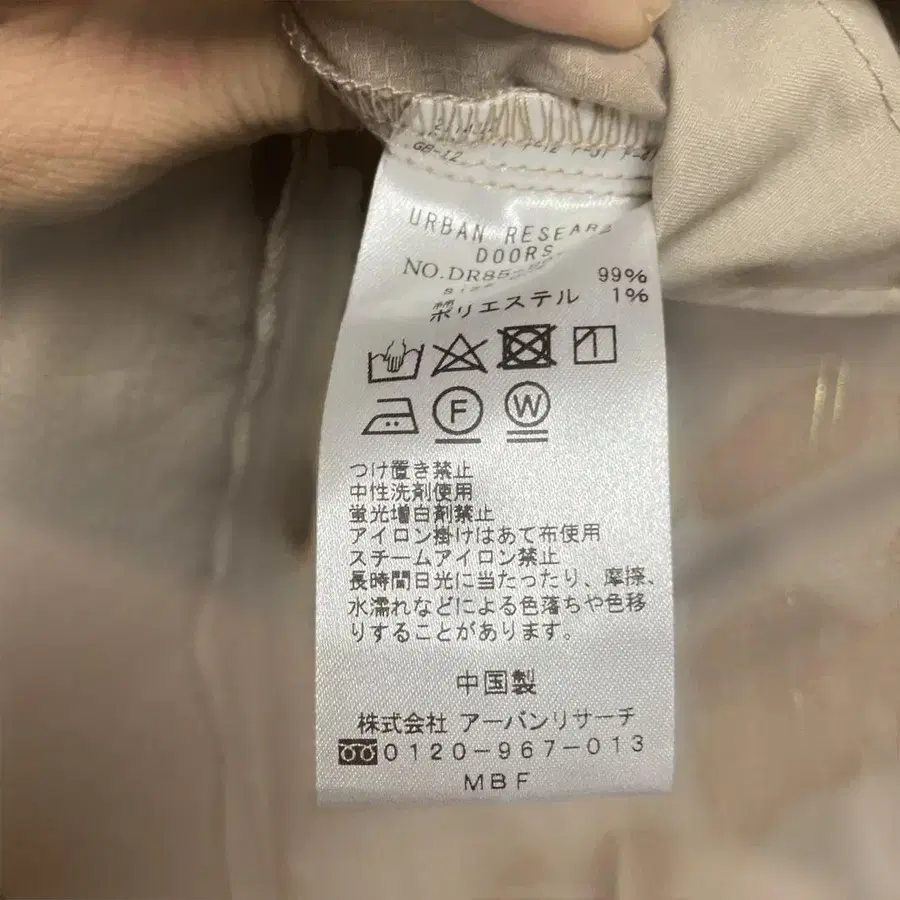 GB-12
URBAN RESEARC
DOORS
NO.DR85
綿 99%
ポリエステル 1%
F W
つけ置き禁止
中性洗剤使用
蛍光増白剤禁止
アイロン掛けはあて布使用
スチームアイロン禁止
長時間日光に当たったり、摩擦、
水濡れなどによる色落ちや色移
りすることがあります。
中国製
株式会社 アーバンリサーチ
0120-967-013
MBF